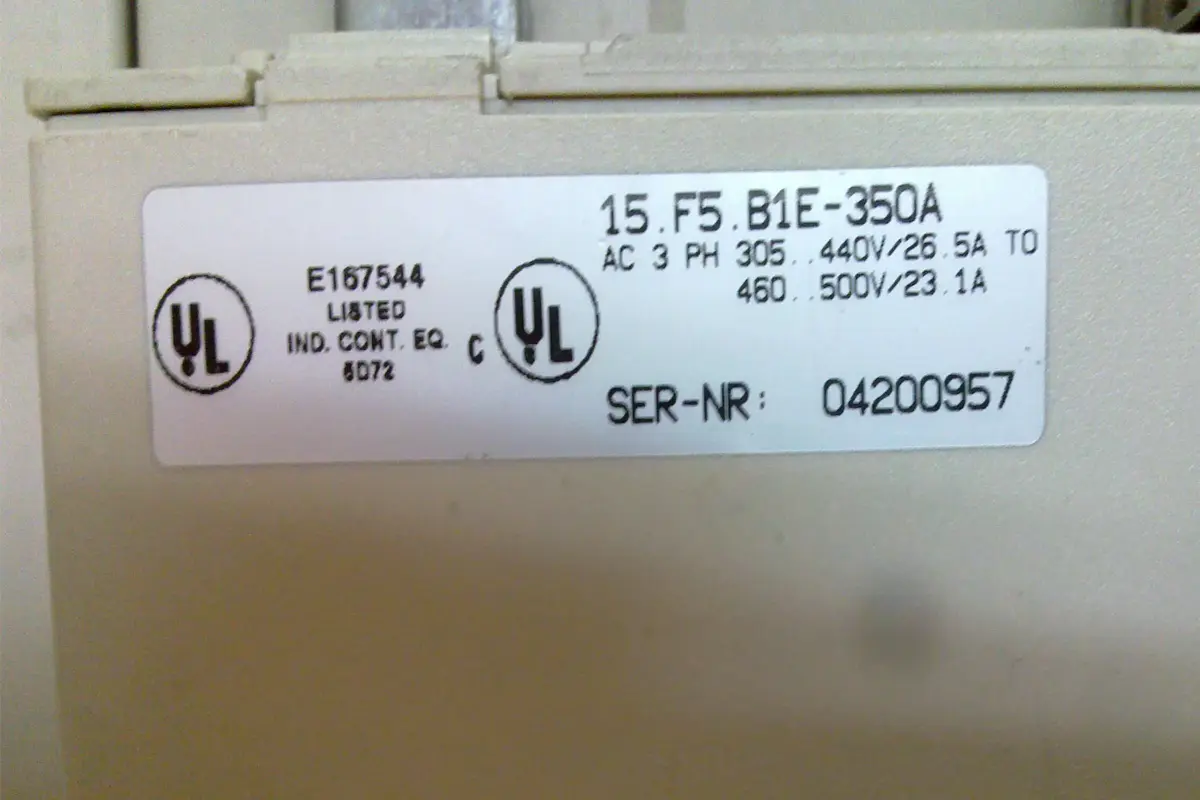 15.F5.B1E-350A
AC 3 PH 305..440V/26.5A TO
460..500V/23.1A
SER-NR: 04200957
UL
E167544
LISTED
IND. CONT. EQ.
5D72
C UL